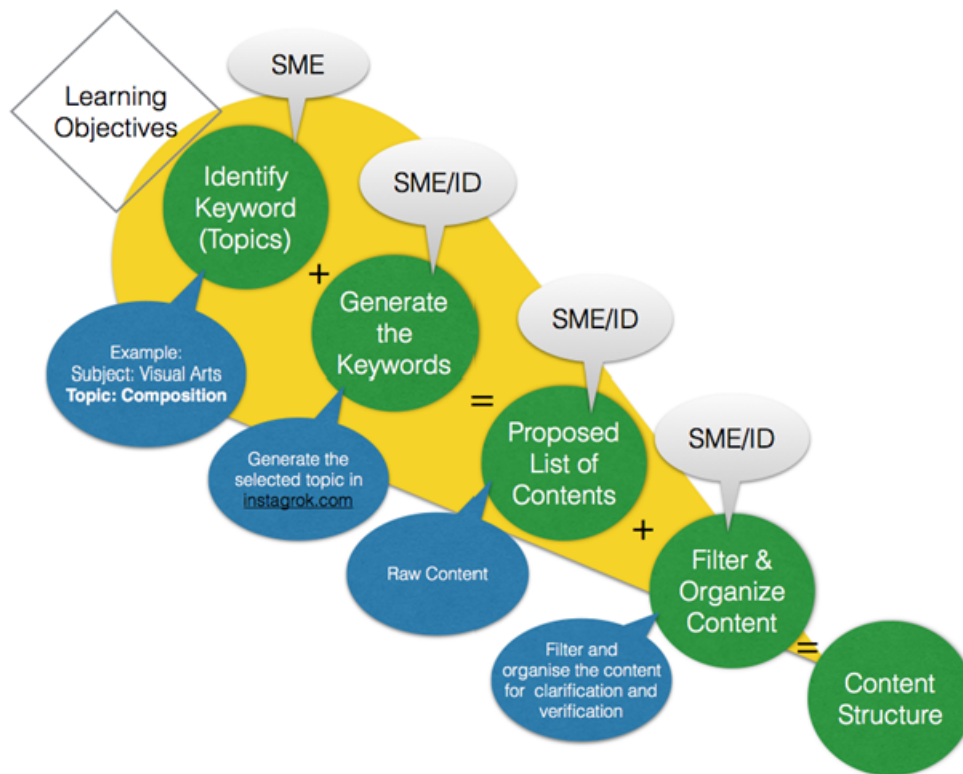 SME
Learning
Objectives
Identify
Keyword
(Topics)
SME/ID
+
Generate
the
Keywords
Example:
Subject: Visual Arts
Topic: Composition
SME/ID
=
Proposed
List of
Contents
Generate the
selected topic in
instagrok.com
SME/ID
+
Raw Content
Filter &
Organize
Content
=
Filter and
organise the content
for clarification and
verification
Content
Structure